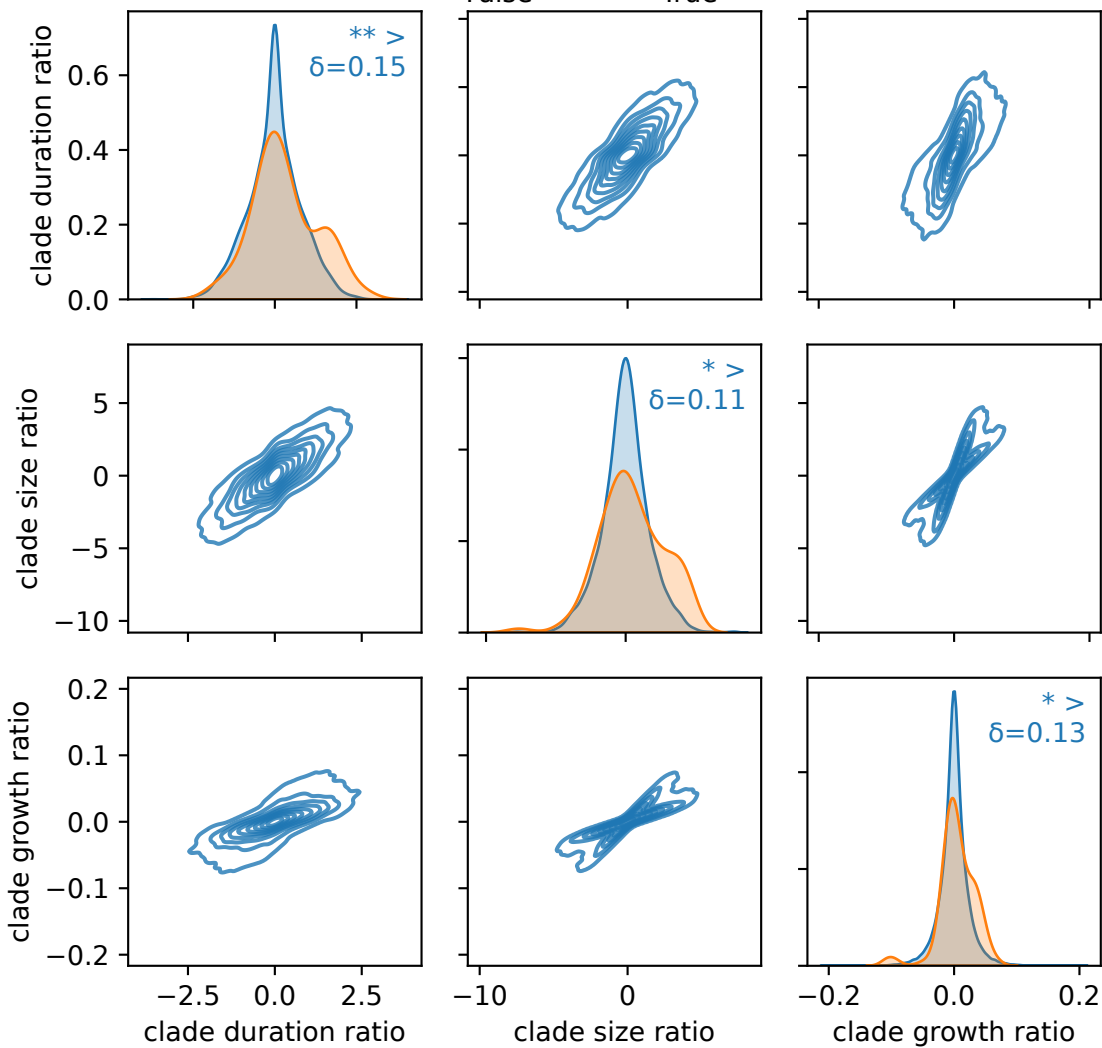 True
** >
δ=0.15
clade duration ratio
0.6
0.4
0.2
0.0
* >
δ=0.11
clade size ratio
5
0
−5
−10
* >
δ=0.13
clade growth ratio
0.2
0.1
0.0
−0.1
−0.2
−2.5 0.0 2.5
−10 0
−0.2 0.0 0.2
clade duration ratio
clade size ratio
clade growth ratio